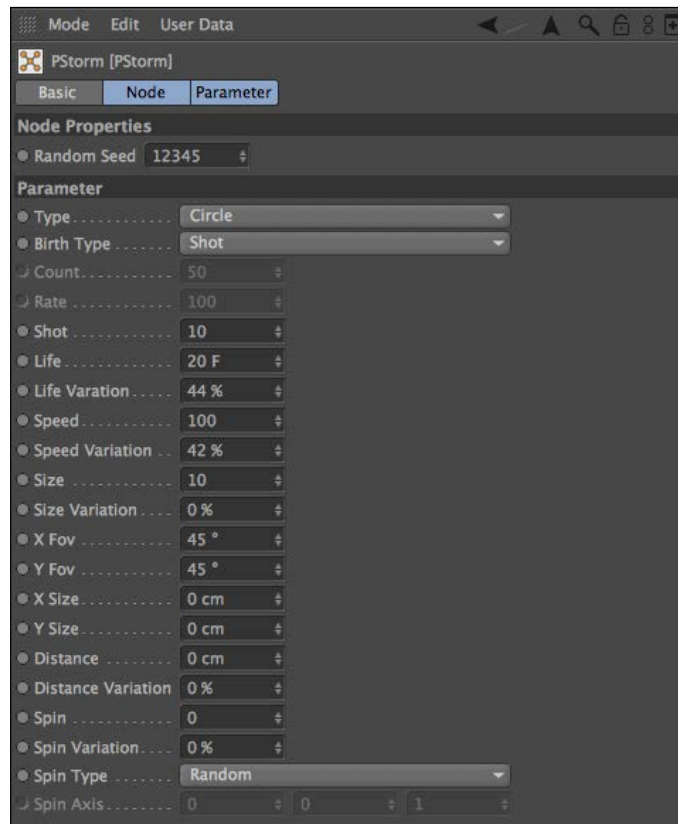 Mode Edit User Data
PStorm [PStorm]
Basic Node Parameter
Node Properties
Random Seed 12345
Parameter
Type............ Circle
Birth Type....... Shot
Count........... 50
Rate............ 100
Shot............ 10
Life............. 20 F
Life Varation..... 44 %
Speed........... 100
Speed Variation.. 42 %
Size............ 10
Size Variation.... 0 %
X Fov........... 45 °
Y Fov........... 45 °
X Size........... 0 cm
Y Size........... 0 cm
Distance........ 0 cm
Distance Variation 0 %
Spin............ 0
Spin Variation.... 0 %
Spin Type....... Random
Spin Axis........ 0 0 1